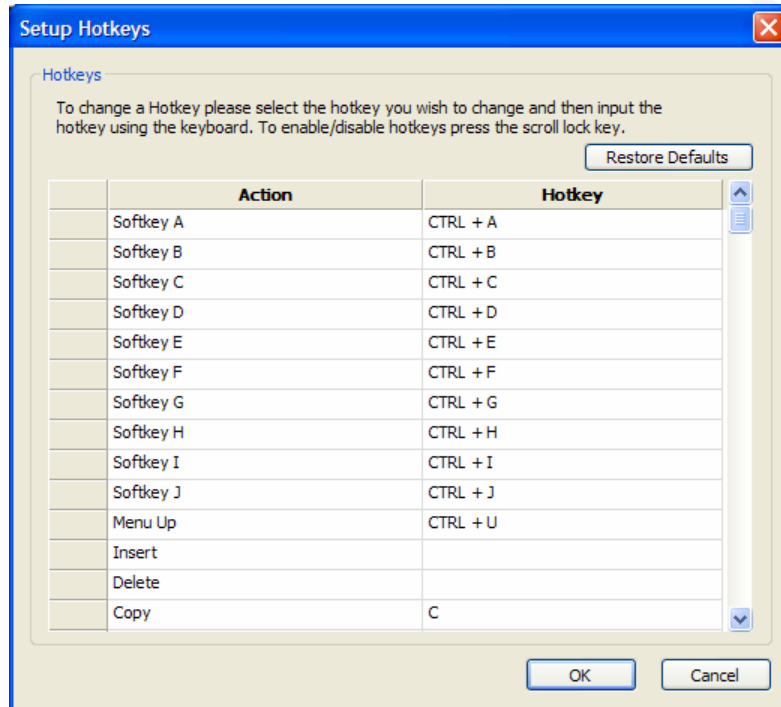 Setup Hotkeys
Hotkeys
To change a Hotkey please select the hotkey you wish to change and then input the
hotkey using the keyboard. To enable/disable hotkeys press the scroll lock key.
Restore Defaults
Action Hotkey
Softkey A CTRL + A
Softkey B CTRL + B
Softkey C CTRL + C
Softkey D CTRL + D
Softkey E CTRL + E
Softkey F CTRL + F
Softkey G CTRL + G
Softkey H CTRL + H
Softkey I CTRL + I
Softkey J CTRL + J
Menu Up CTRL + U
Insert
Delete
Copy C
OK Cancel